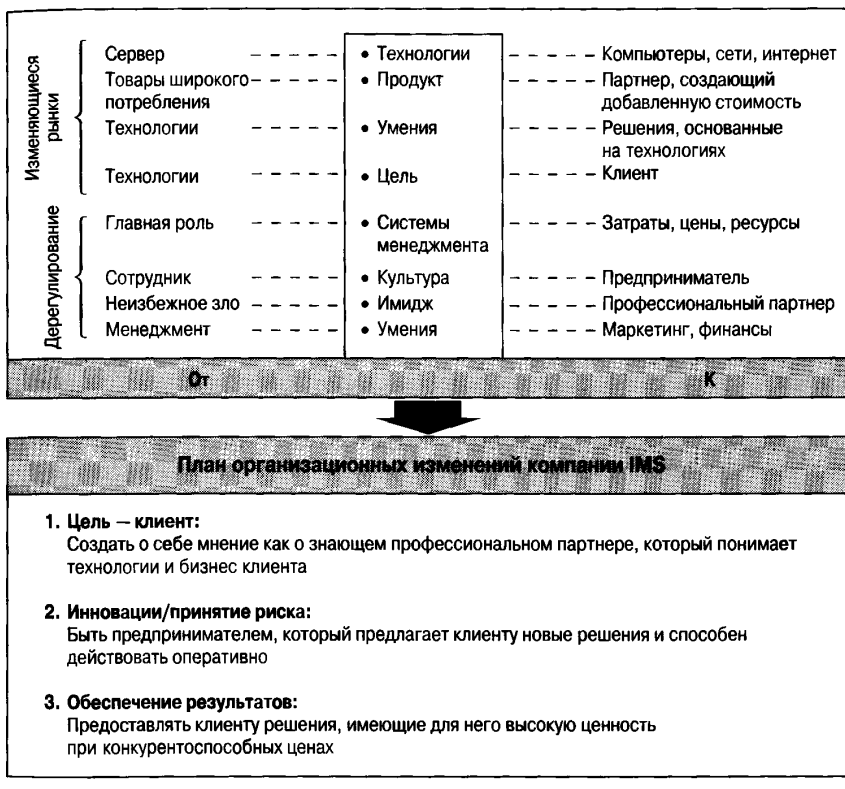 Изменяющиеся
рынки
Сервер – – – – – • Технологии – – – – – Компьютеры, сети, интернет
Товары широкого – – – – – • Продукт – – – – – Партнер, создающий
потребления добавленную стоимость
Технологии – – – – – • Умения – – – – – Решения, основанные
на технологиях
Технологии – – – – – • Цель – – – – – Клиент
Дерегулирование
Главная роль – – – – – • Системы – – – – – Затраты, цены, ресурсы
менеджмента
Сотрудник – – – – – • Культура – – – – – Предприниматель
Неизбежное зло – – – – – • Имидж – – – – – Профессиональный партнер
Менеджмент – – – – – • Умения – – – – – Маркетинг, финансы
От К
План организационных изменений компании IMS
1. Цель — клиент:
Создать о себе мнение как о знающем профессиональном партнере, который понимает
технологии и бизнес клиента
2. Инновации/принятие риска:
Быть предпринимателем, который предлагает клиенту новые решения и способен
действовать оперативно
3. Обеспечение результатов:
Предоставлять клиенту решения, имеющие для него высокую ценность
при конкурентоспособных ценах